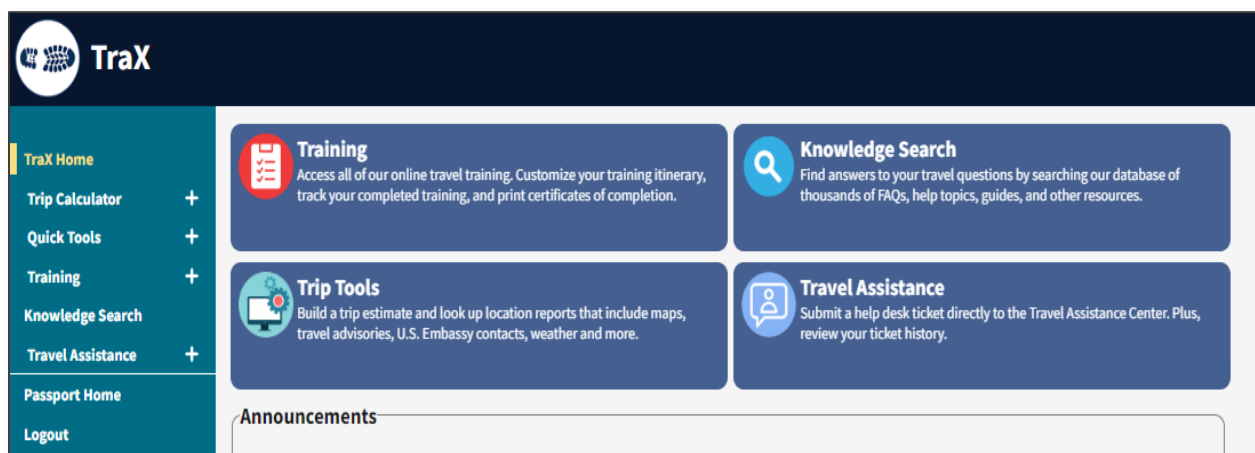 TraX
TraX Home
Trip Calculator +
Quick Tools +
Training +
Knowledge Search
Travel Assistance +
Passport Home
Logout
Training
Access all of our online travel training. Customize your training itinerary,
track your completed training, and print certificates of completion.
Knowledge Search
Find answers to your travel questions by searching our database of
thousands of FAQs, help topics, guides, and other resources.
Trip Tools
Build a trip estimate and look up location reports that include maps,
travel advisories, U.S. Embassy contacts, weather and more.
Travel Assistance
Submit a help desk ticket directly to the Travel Assistance Center. Plus,
review your ticket history.
Announcements